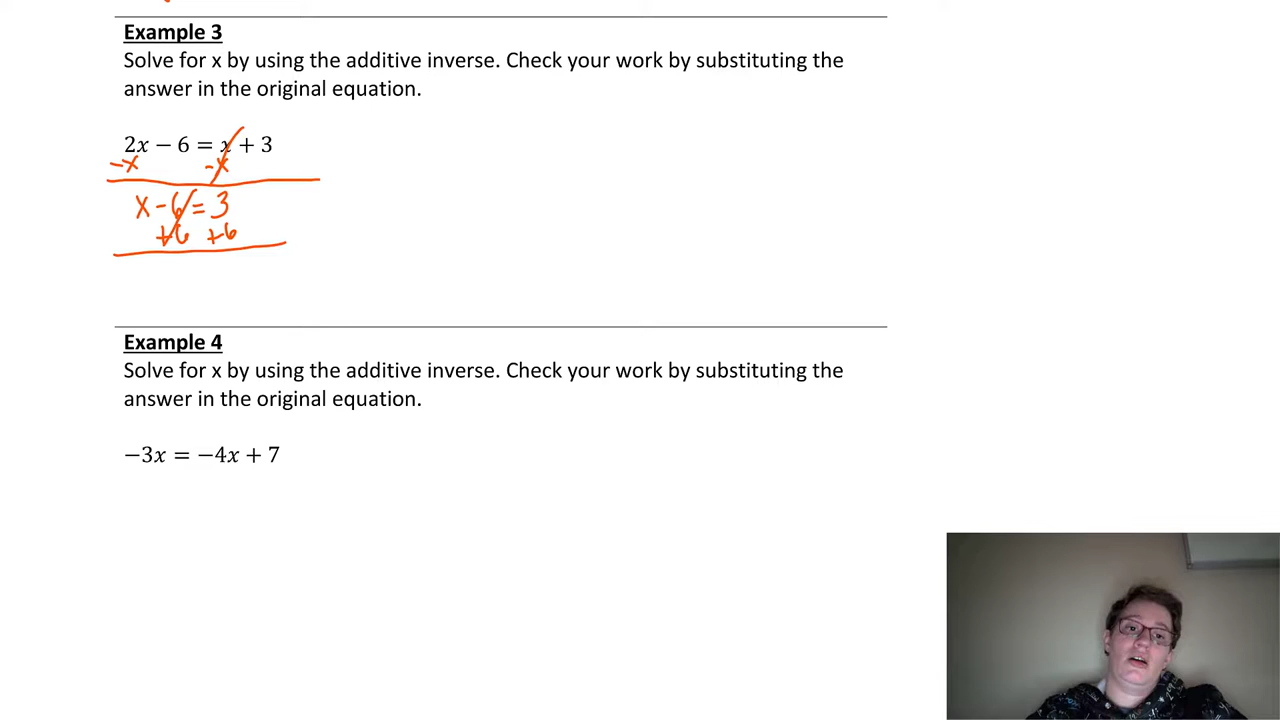 Example 3
Solve for x by using the additive inverse. Check your work by substituting the
answer in the original equation.
2x − 6 = x + 3
-x -x
x - 6 = 3
+6 +6
Example 4
Solve for x by using the additive inverse. Check your work by substituting the
answer in the original equation.
−3x = −4x + 7